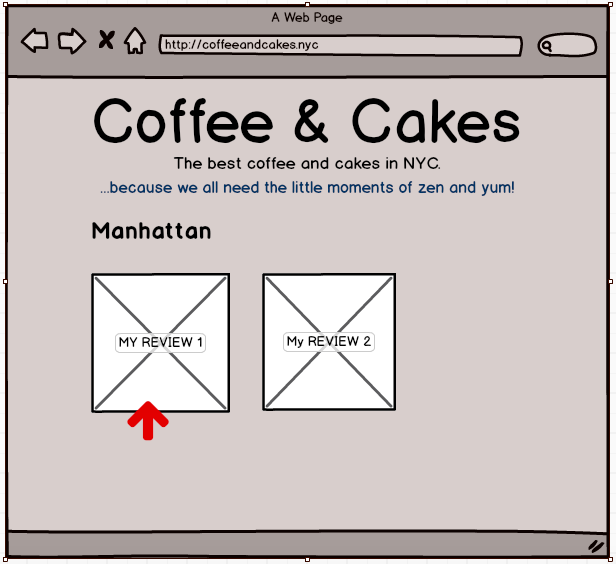 A Web Page
http://coffeeandcakes.nyc
Coffee & Cakes
The best coffee and cakes in NYC.
...because we all need the little moments of zen and yum!
Manhattan
MY REVIEW 1
My REVIEW 2